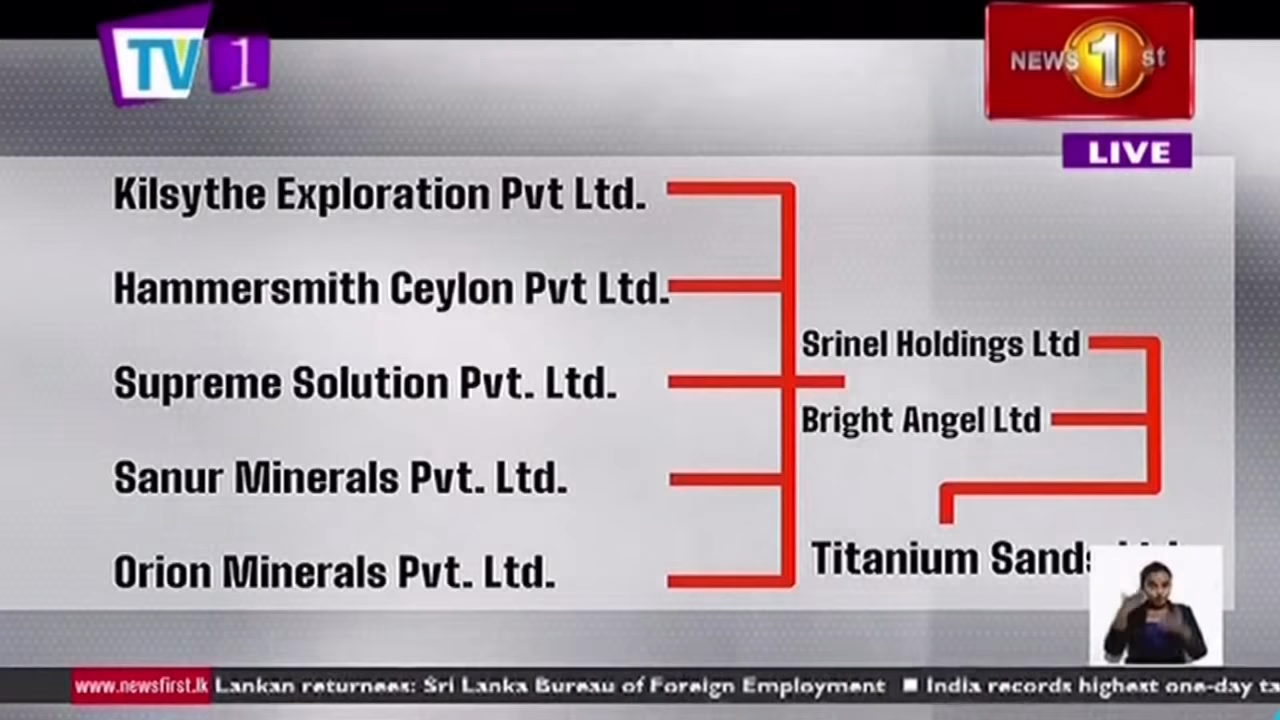 TV 1
NEWS 1st
LIVE
Kilsythe Exploration Pvt Ltd.
Hammersmith Ceylon Pvt Ltd.
Supreme Solution Pvt. Ltd.
Sanur Minerals Pvt. Ltd.
Orion Minerals Pvt. Ltd.
Srinel Holdings Ltd
Bright Angel Ltd
Titanium Sands
www.newsfirst.lk Lankan returnees: Sri Lanka Bureau of Foreign Employment ■ India records highest one-day